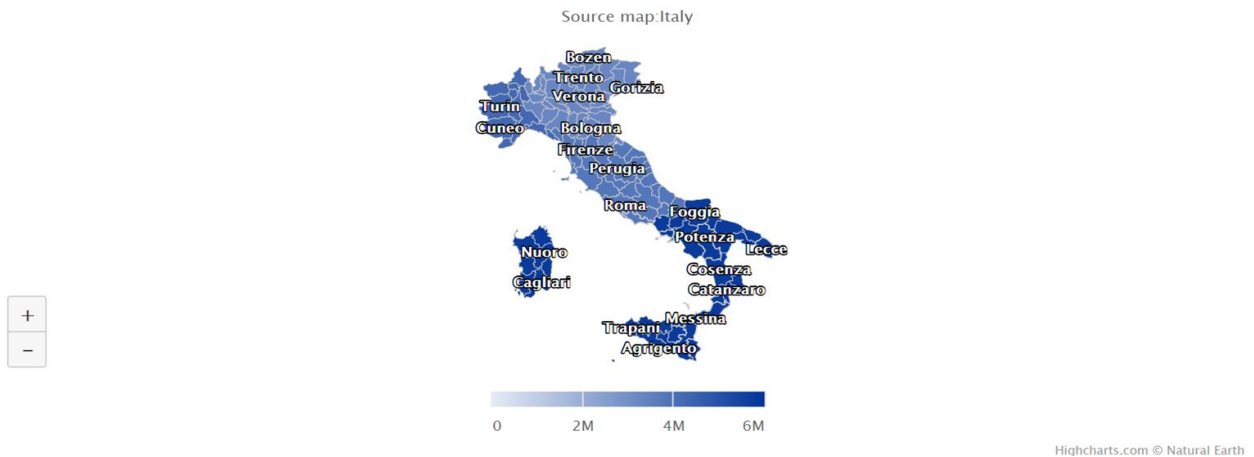 Source map:Italy
Bozen
Trento
Gorizia
Verona
Turin
Cuneo
Bologna
Firenze
Perugia
Roma
Foggia
Potenza
Lecce
Nuoro
Cosenza
Cagliari
Catanzaro
Messina
Trapani
Agrigento
+
−
0 2M 4M 6M
Highcharts.com © Natural Earth